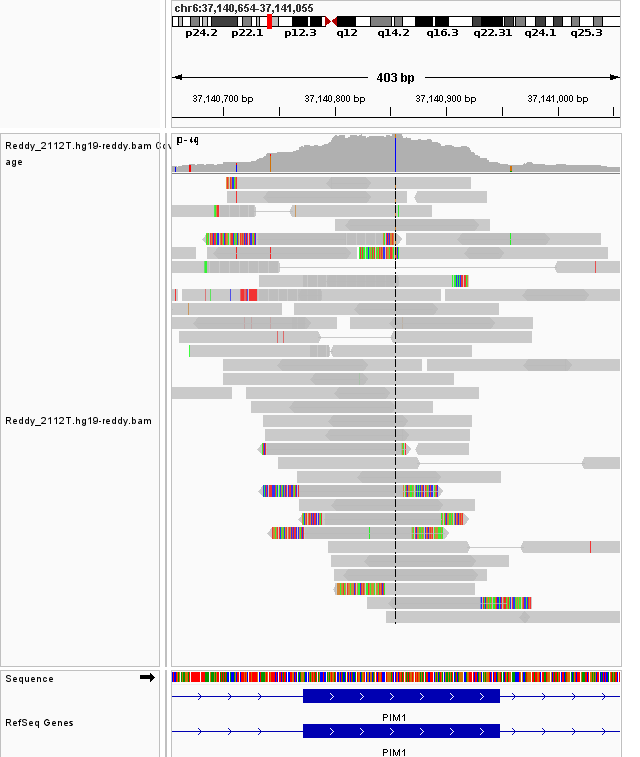 chr6:37,140,654-37,141,055
p24.2 p22.1 p12.3 q12 q14.2 q16.3 q22.31 q24.1 q25.3
403 bp
37,140,700 bp 37,140,800 bp 37,140,900 bp 37,141,000 bp
Reddy_2112T.hg19-reddy.bam Cov
age
Reddy_2112T.hg19-reddy.bam
Sequence
PIM1
RefSeq Genes
PIM1